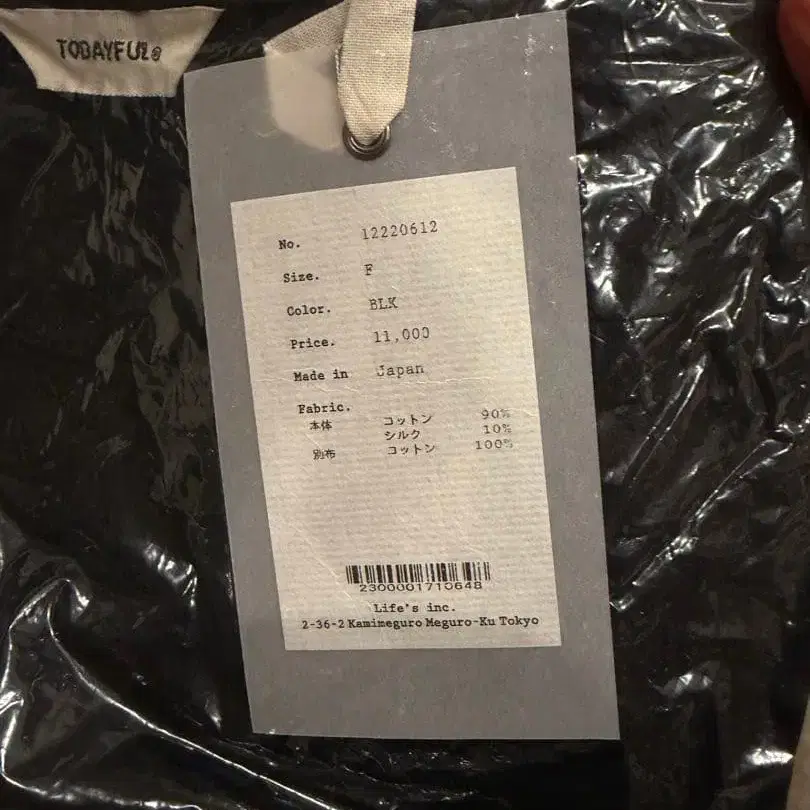 TODAYFUL
No. 12220612
Size. F
Color. BLK
Price. 11,000
Made in Japan
Fabric.
本体 コットン 90%
シルク 10%
別布 コットン 100%
2300001710648
Life's inc.
2-36-2 Kamimeguro Meguro-Ku Tokyo